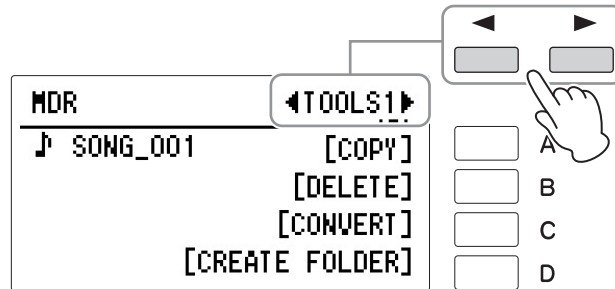 ◀ ▶
MDR ◀TOOLS1▶
♪ SONG_001 [COPY] A
[DELETE] B
[CONVERT] C
[CREATE FOLDER] D